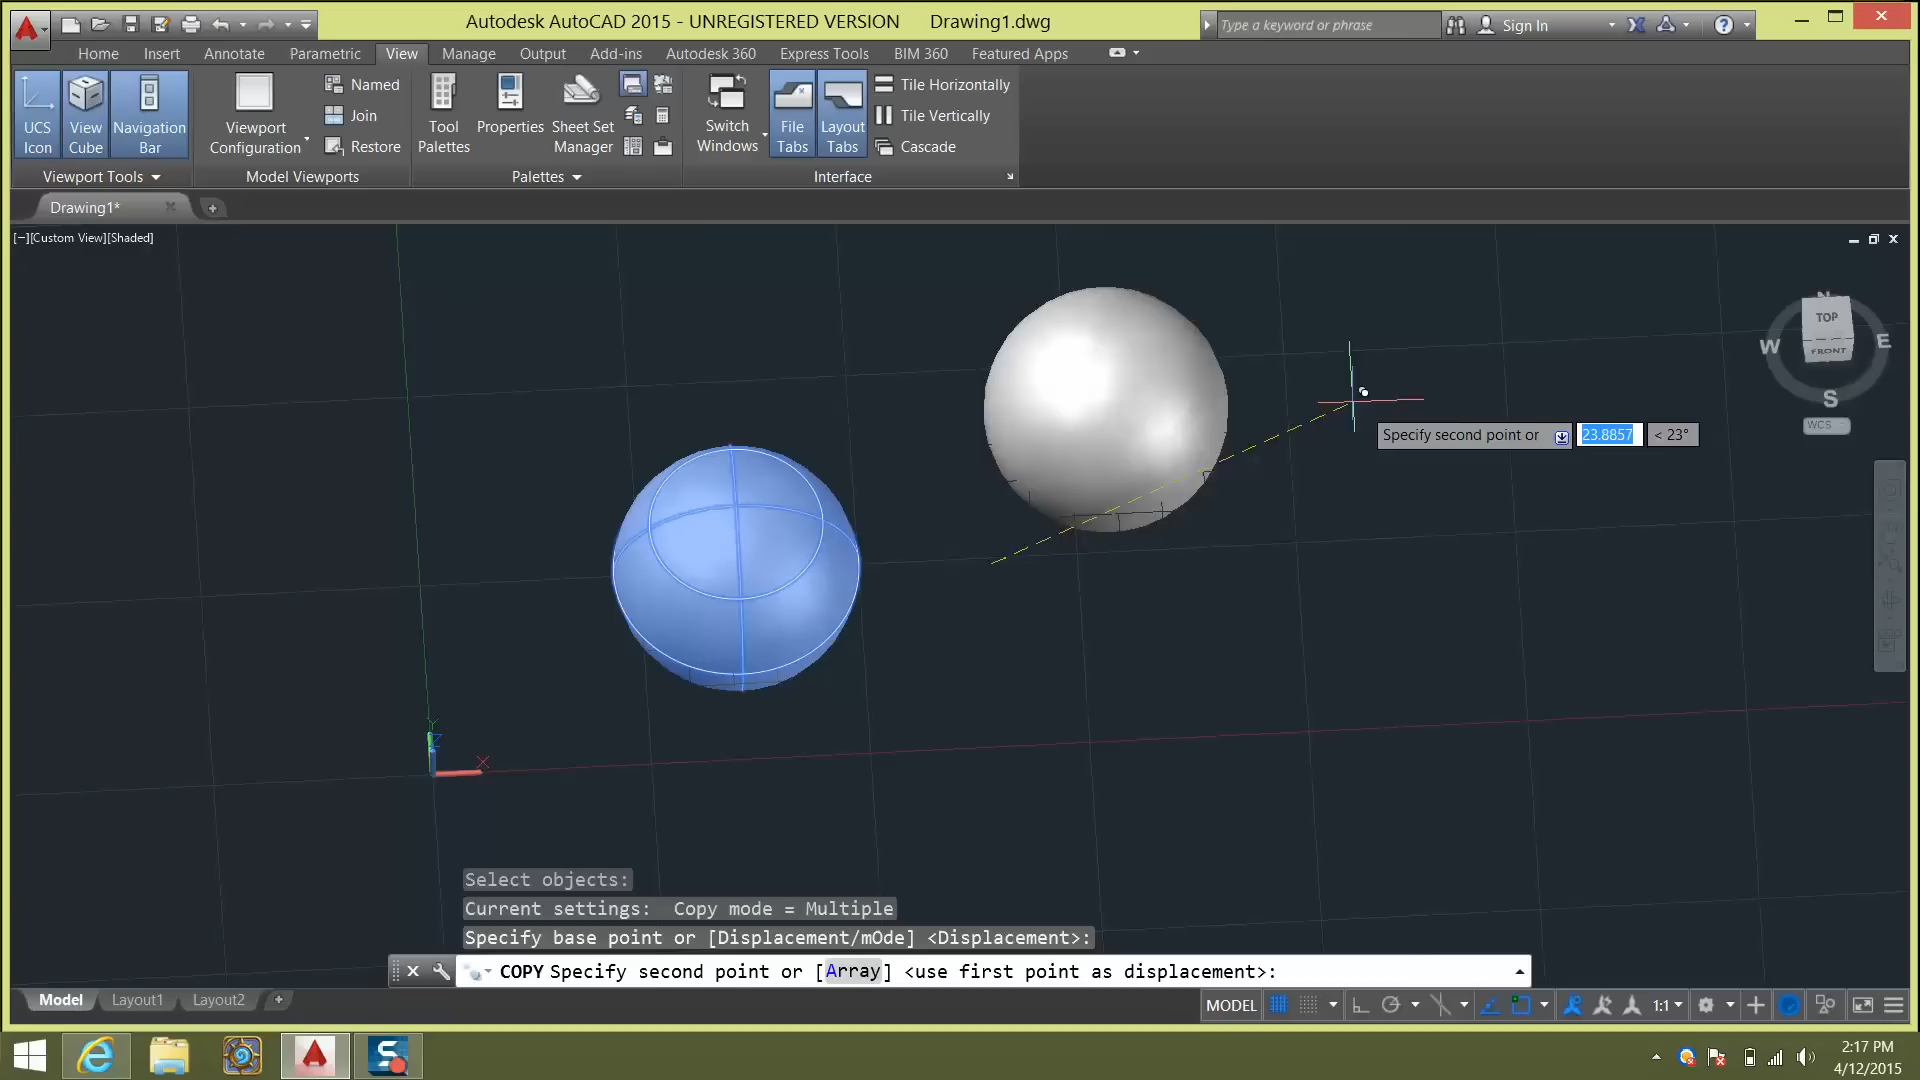 Autodesk AutoCAD 2015 - UNREGISTERED VERSION Drawing1.dwg
Type a keyword or phrase
Sign In
Home Insert Annotate Parametric View Manage Output Add-ins Autodesk 360 Express Tools BIM 360 Featured Apps
UCS Icon
View Cube
Navigation Bar
Viewport Configuration
Named
Join
Restore
Tool Palettes
Properties
Sheet Set Manager
Switch Windows
File Tabs
Layout Tabs
Tile Horizontally
Tile Vertically
Cascade
Viewport Tools
Model Viewports
Palettes
Interface
Drawing1*
[−][Custom View][Shaded]
N
TOP
FRONT
W
E
S
WCS
Specify second point or 23.8857 < 23°
Y
Z
X
Select objects:
Current settings: Copy mode = Multiple
Specify base point or [Displacement/mOde] <Displacement>:
COPY Specify second point or [Array] <use first point as displacement>:
Model Layout1 Layout2
MODEL
1:1
2:17 PM
4/12/2015